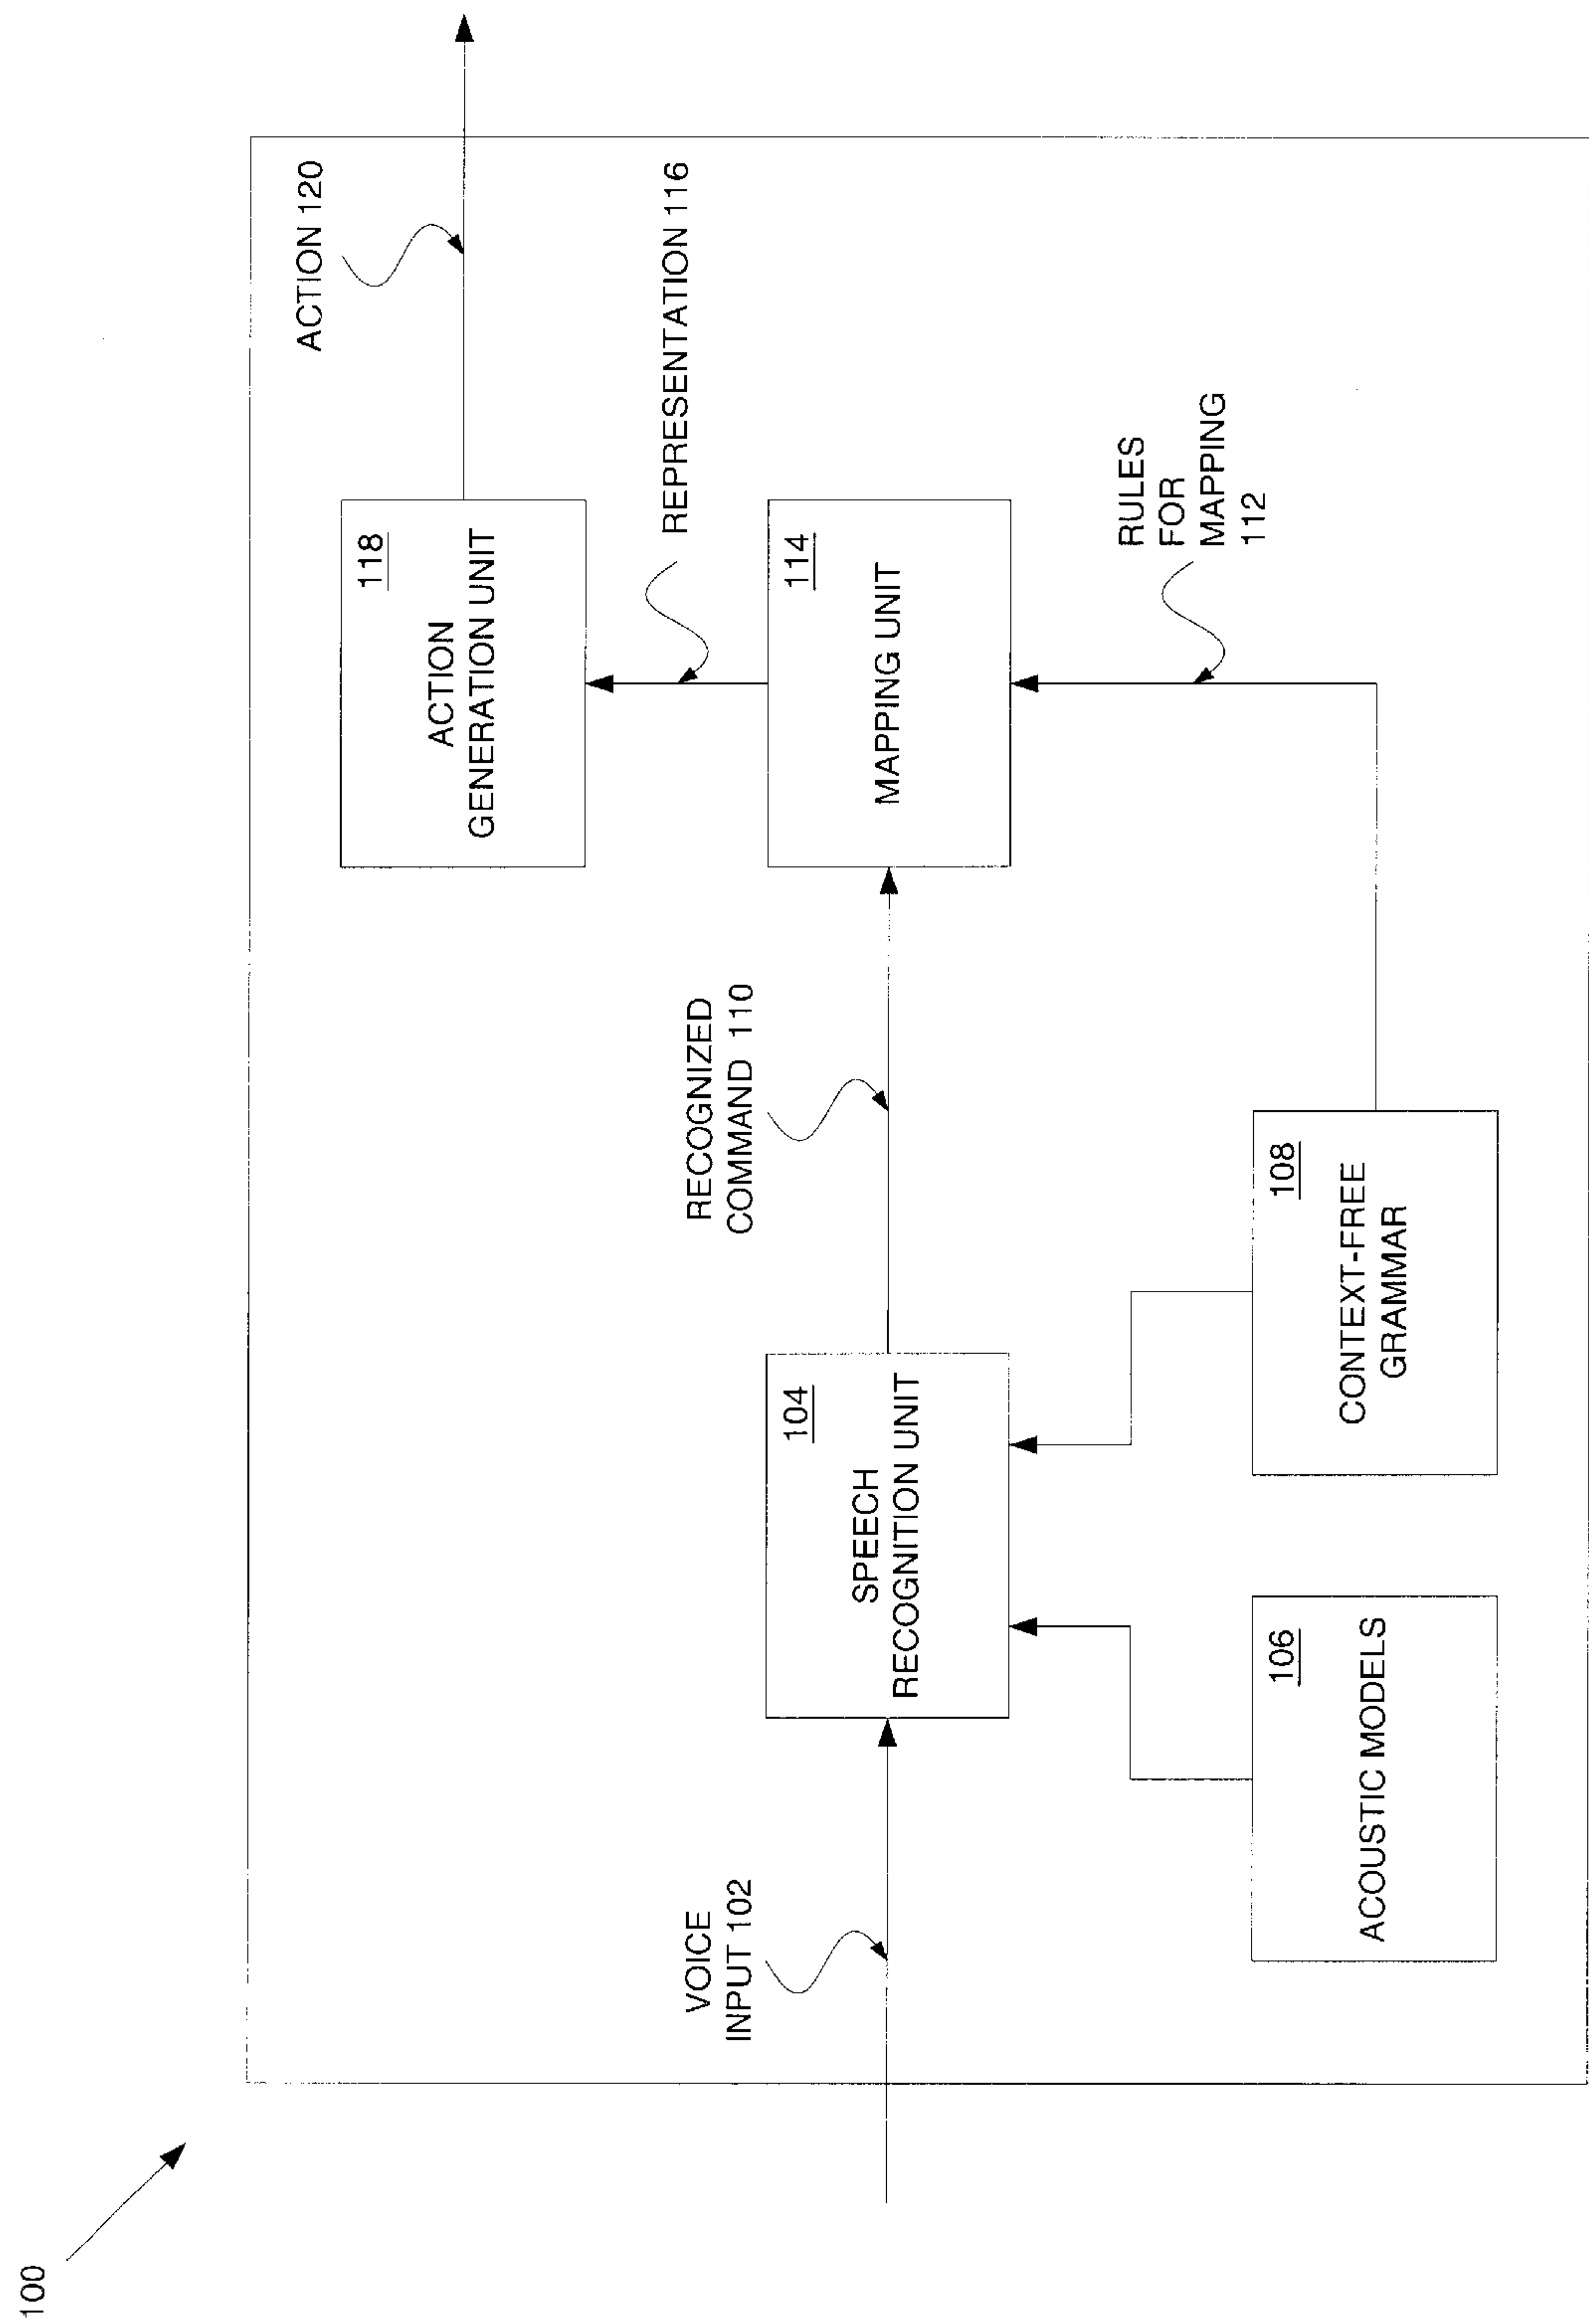 100
ACTION 120
118
ACTION
GENERATION UNIT
REPRESENTATION 116
VOICE
INPUT 102
RECOGNIZED
COMMAND 110
104
SPEECH
RECOGNITION UNIT
114
MAPPING UNIT
RULES
FOR
MAPPING
112
106
ACOUSTIC MODELS
108
CONTEXT-FREE
GRAMMAR